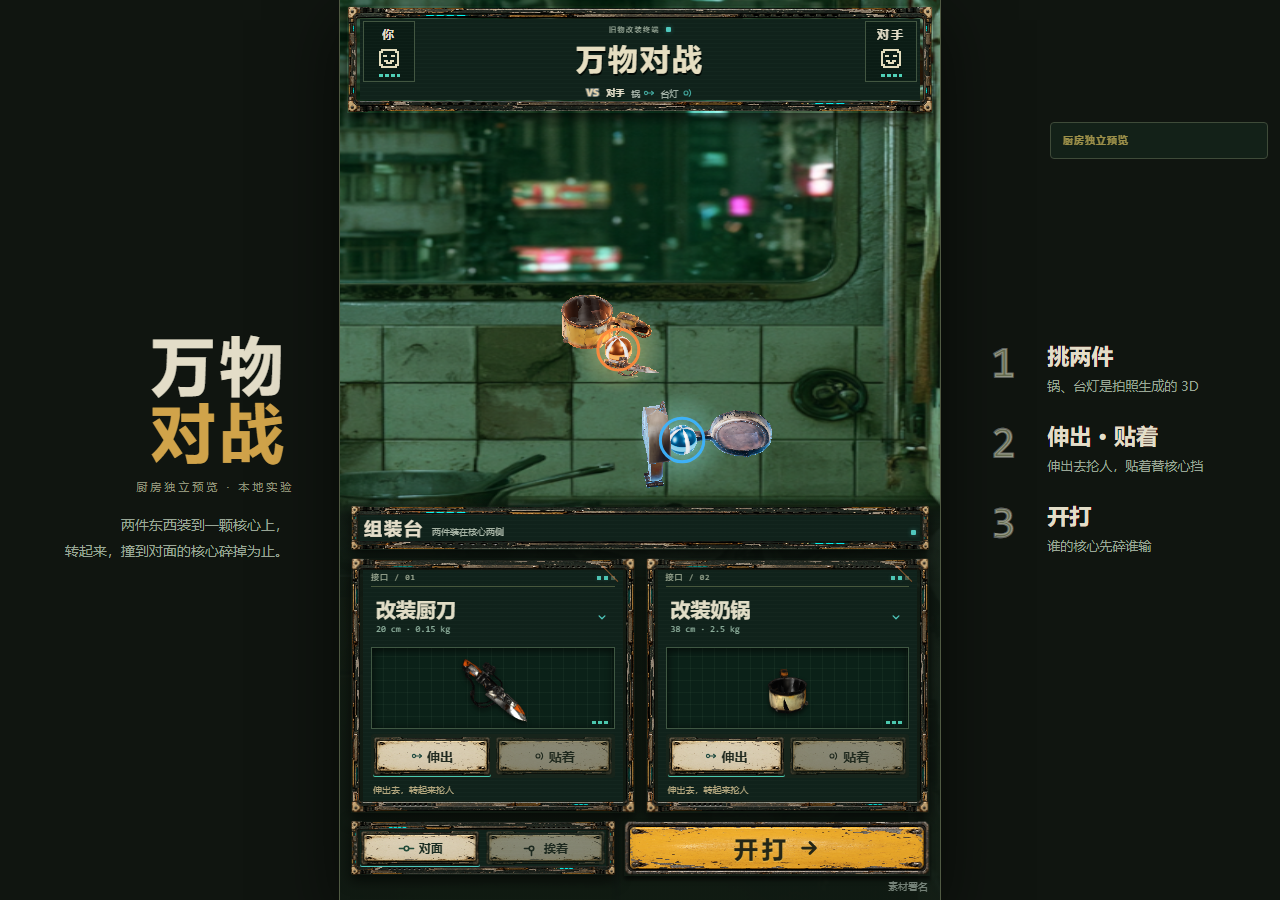 你
旧物改装终端
万物对战
VS 对手 锅 台灯
对手
厨房独立预览
万物
对战
厨房独立预览 · 本地实验
两件东西装到一颗核心上，
转起来，撞到对面的核心碎掉为止。
1 挑两件
锅、台灯是拍照生成的 3D
2 伸出 · 贴着
伸出去抡人，贴着替核心挡
3 开打
谁的核心先碎谁输
组装台 两件装在核心两侧
接口 / 01
改装厨刀
20 cm · 0.15 kg
伸出 贴着
伸出去，转起来抡人
接口 / 02
改装奶锅
38 cm · 2.5 kg
伸出 贴着
伸出去，转起来抡人
对面 挨着
开打 →
素材署名